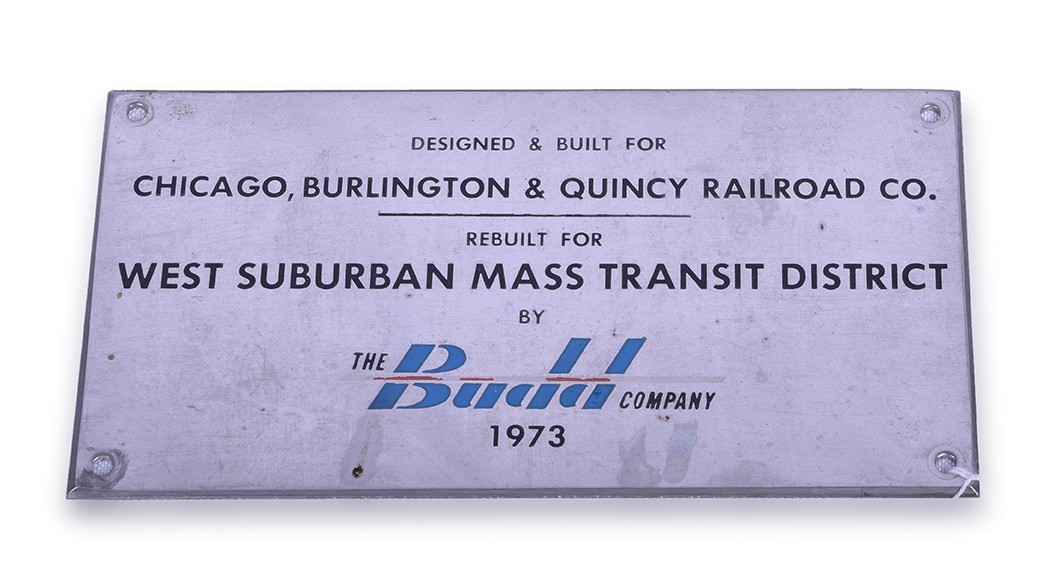 DESIGNED & BUILT FOR
CHICAGO, BURLINGTON & QUINCY RAILROAD CO.
REBUILT FOR
WEST SUBURBAN MASS TRANSIT DISTRICT
BY
THE Budd COMPANY
1973